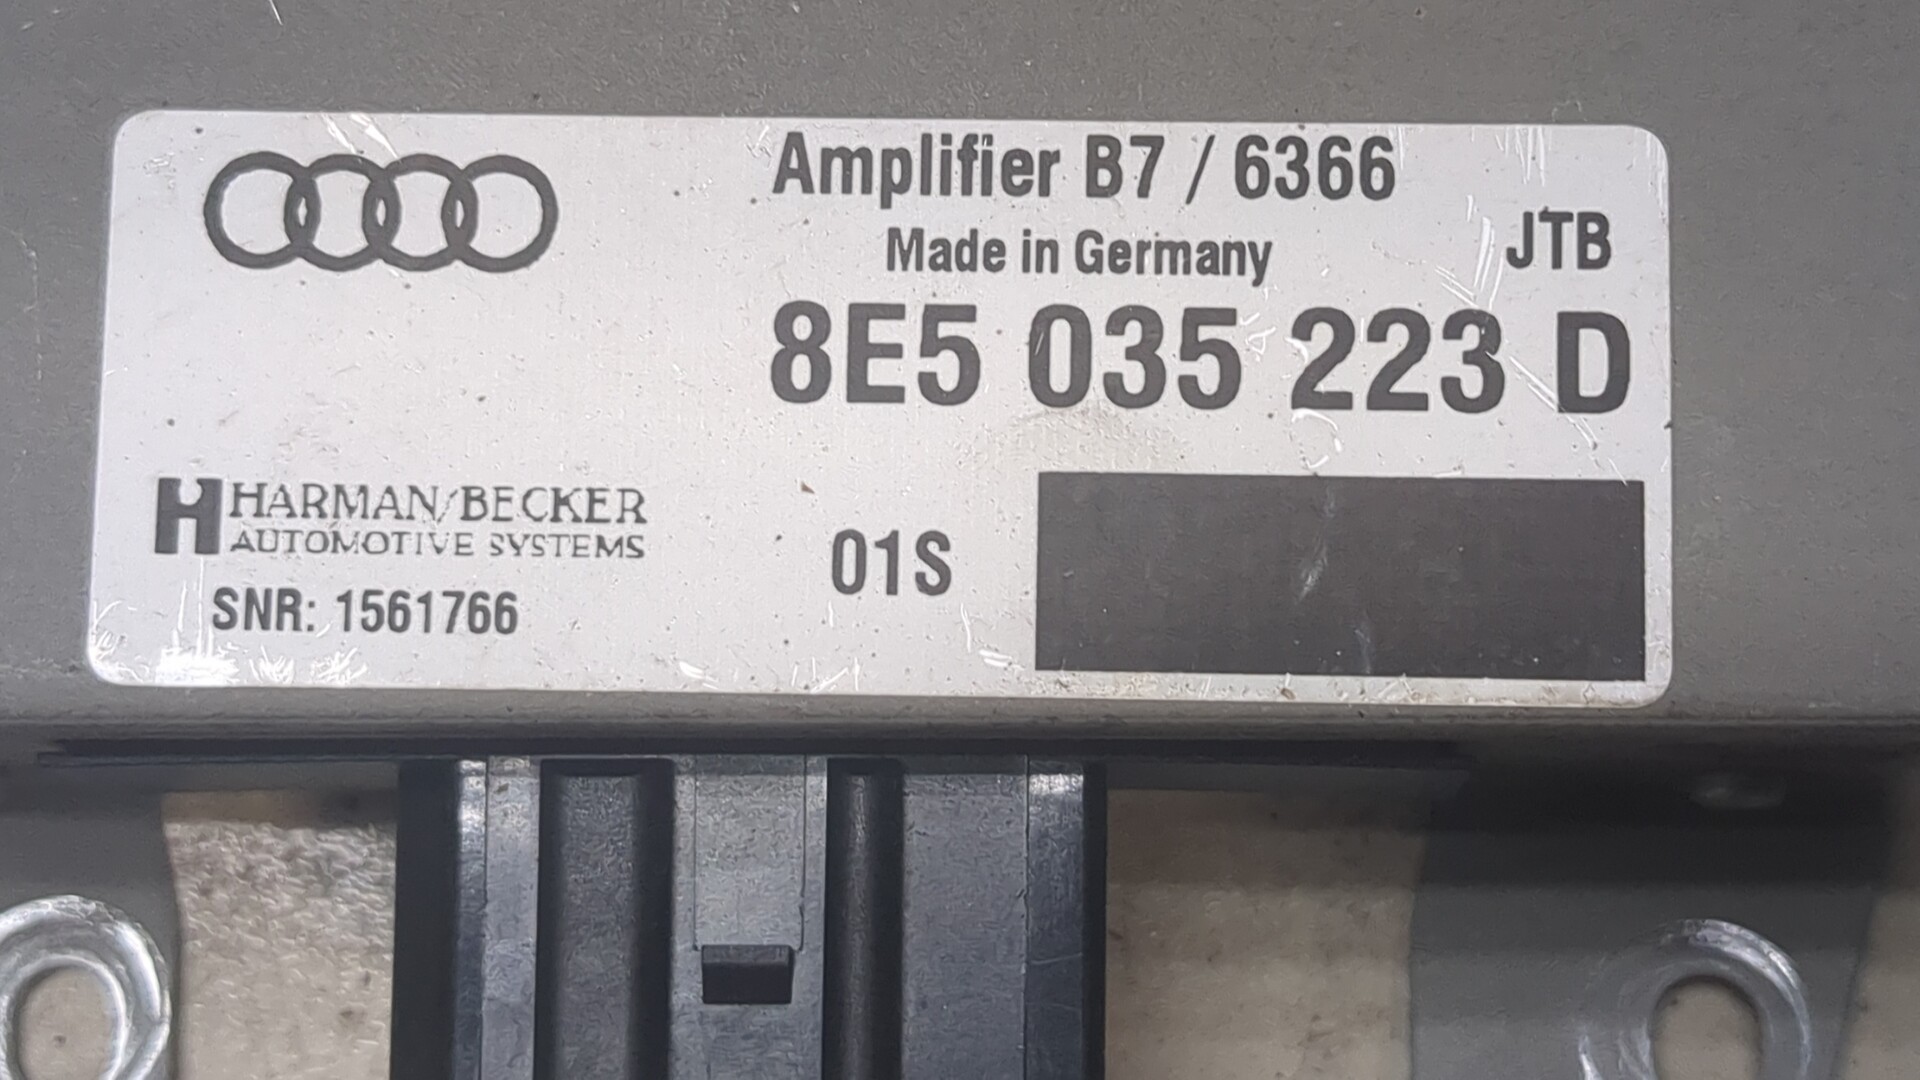 Amplifier B7 / 6366
Made in Germany
JTB
8E5 035 223 D
HARMAN/BECKER
AUTOMOTIVE SYSTEMS
01S
SNR: 1561766